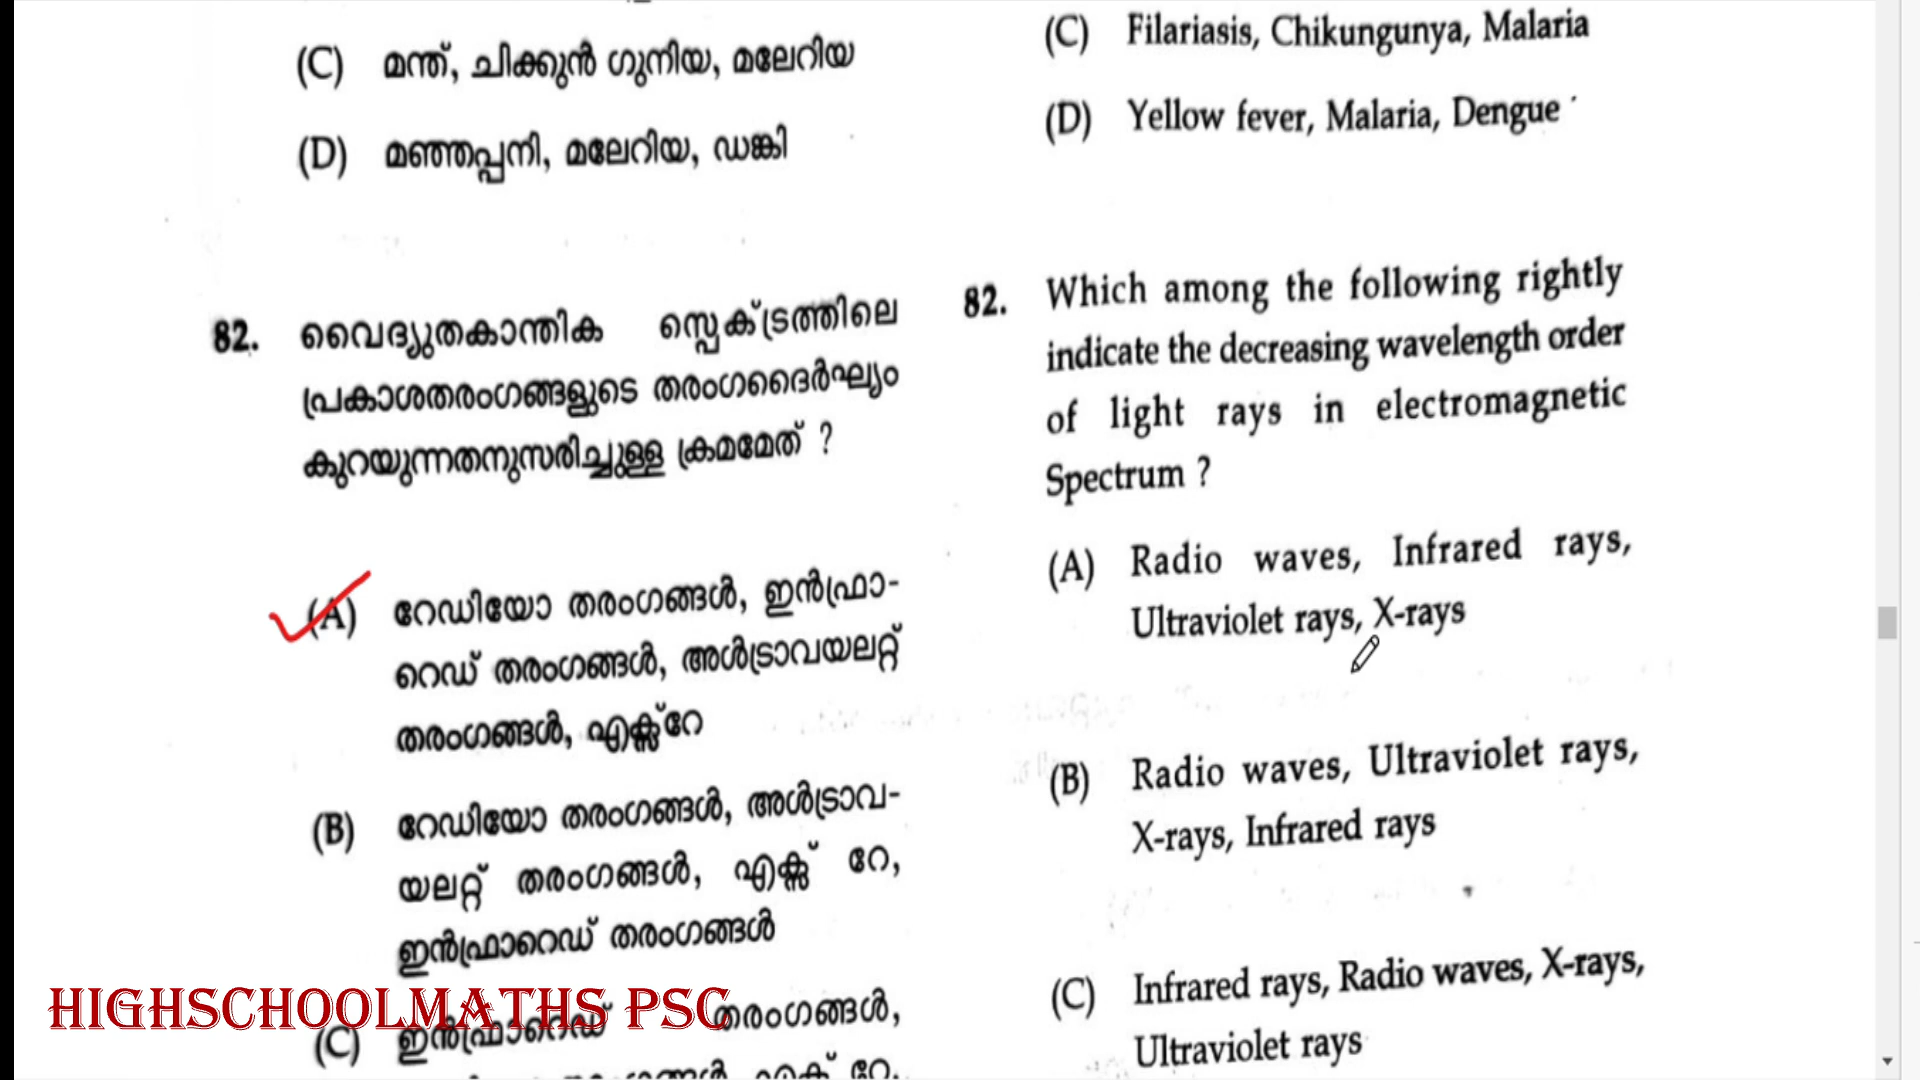 (C) മന്ത്, ചിക്കുൻ ഗുനിയ, മലേറിയ
(D) മഞ്ഞപ്പനി, മലേറിയ, ഡങ്കി
82. വൈദ്യുതകാന്തിക സ്പെക്ട്രത്തിലെ
പ്രകാശതരംഗങ്ങളുടെ തരംഗദൈർഘ്യം
കുറയുന്നതനുസരിച്ചുള്ള ക്രമമേത് ?
(A) റേഡിയോ തരംഗങ്ങൾ, ഇൻഫ്രാ-
റെഡ് തരംഗങ്ങൾ, അൾട്രാവയലറ്റ്
തരംഗങ്ങൾ, എക്സ്റേ
(B) റേഡിയോ തരംഗങ്ങൾ, അൾട്രാവ-
യലറ്റ് തരംഗങ്ങൾ, എക്സ് റേ,
ഇൻഫ്രാറെഡ് തരംഗങ്ങൾ
(C) ഇൻഫ്രാറെഡ് തരംഗങ്ങൾ,
HIGHSCHOOLMATHS PSC
(C) Filariasis, Chikungunya, Malaria
(D) Yellow fever, Malaria, Dengue
82. Which among the following rightly
indicate the decreasing wavelength order
of light rays in electromagnetic
Spectrum ?
(A) Radio waves, Infrared rays,
Ultraviolet rays, X-rays
(B) Radio waves, Ultraviolet rays,
X-rays, Infrared rays
(C) Infrared rays, Radio waves, X-rays,
Ultraviolet rays